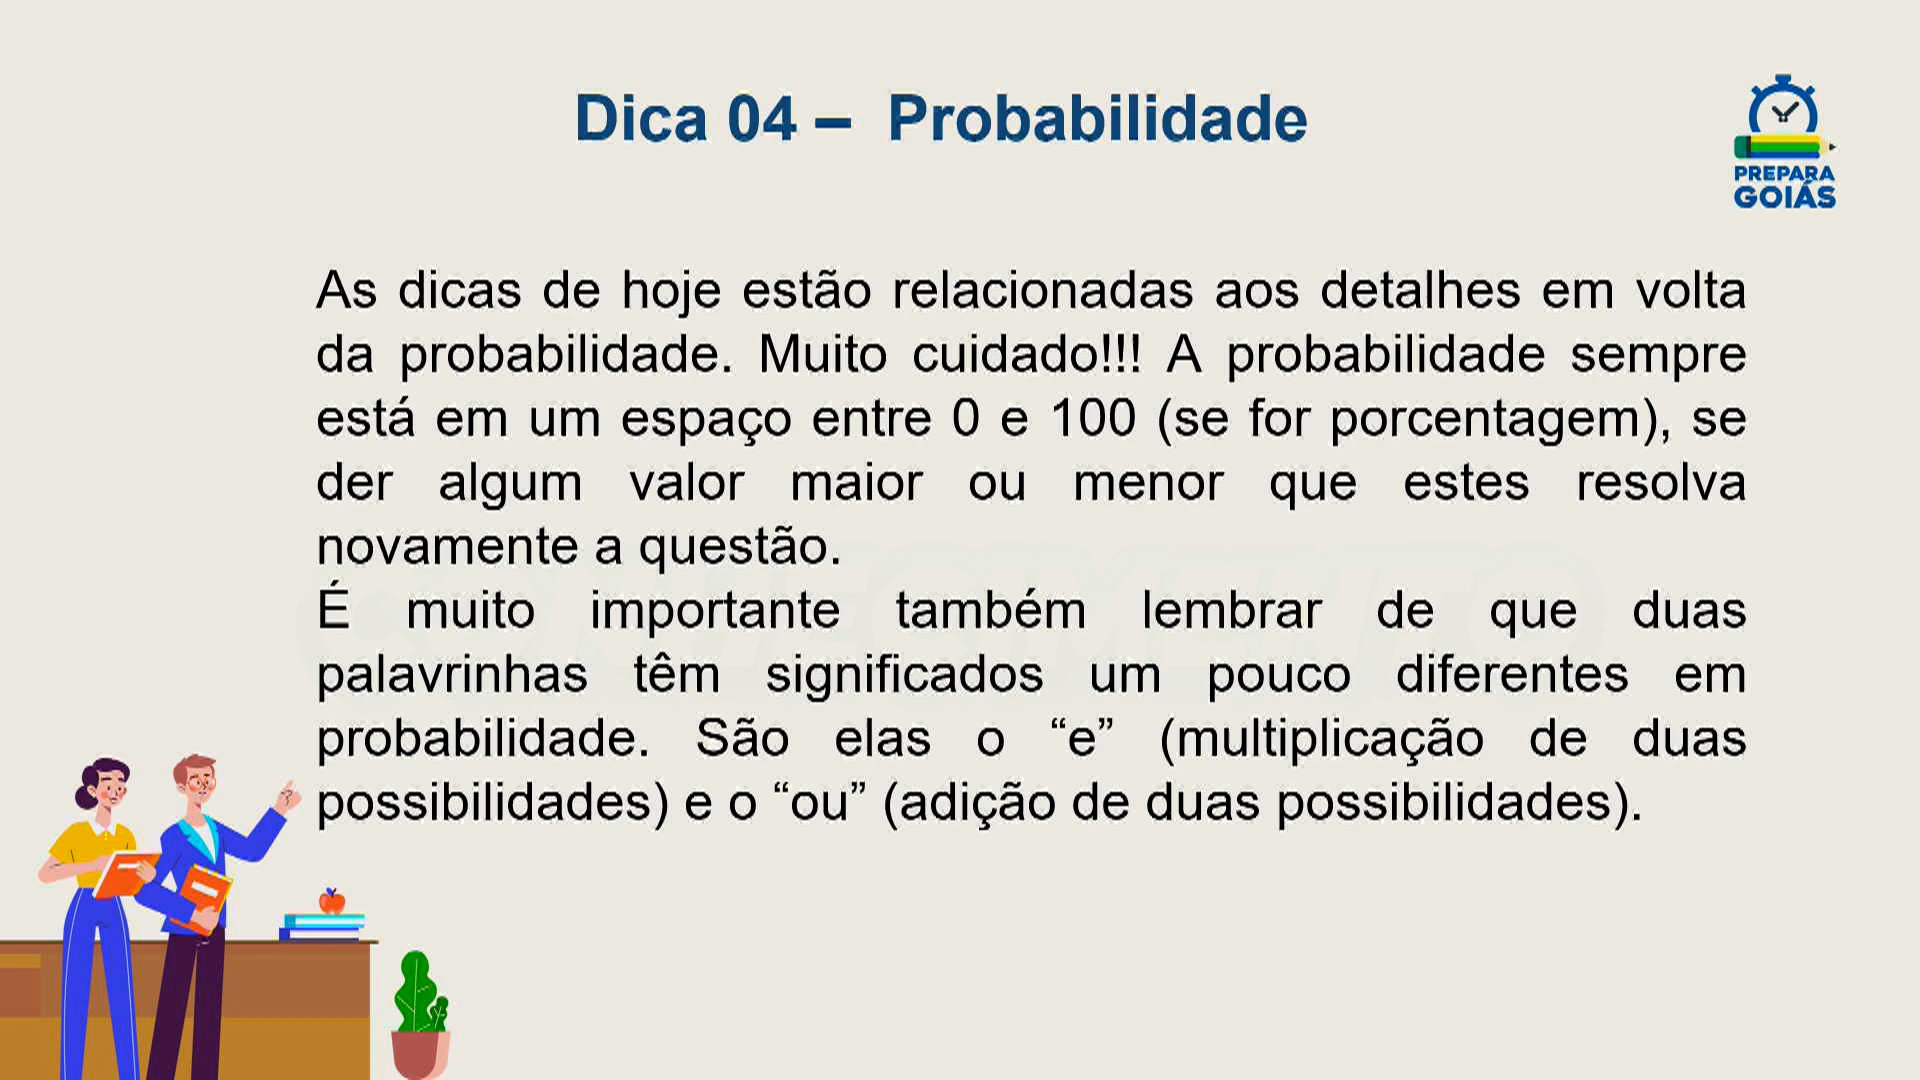 Dica 04 – Probabilidade
PREPARA
GOIÁS
As dicas de hoje estão relacionadas aos detalhes em volta
da probabilidade. Muito cuidado!!! A probabilidade sempre
está em um espaço entre 0 e 100 (se for porcentagem), se
der algum valor maior ou menor que estes resolva
novamente a questão.
É muito importante também lembrar de que duas
palavrinhas têm significados um pouco diferentes em
probabilidade. São elas o “e” (multiplicação de duas
possibilidades) e o “ou” (adição de duas possibilidades).